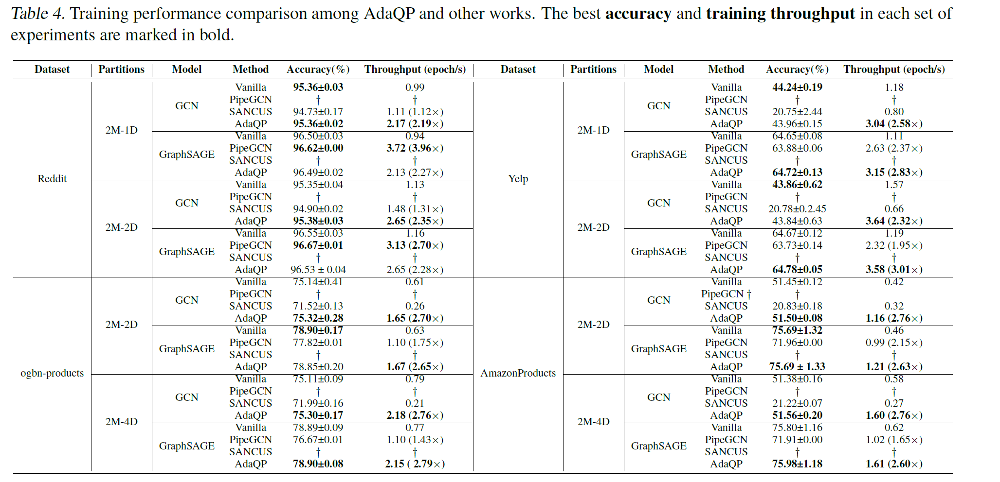 Table 4. Training performance comparison among AdaQP and other works. The best accuracy and training throughput in each set of
experiments are marked in bold.
Dataset Partitions Model Method Accuracy(%) Throughput (epoch/s) Dataset Partitions Model Method Accuracy(%) Throughput (epoch/s)
Reddit 2M-1D GCN Vanilla 95.36±0.03 0.99
PipeGCN † †
SANCUS 94.73±0.17 1.11 (1.12×)
AdaQP 95.36±0.02 2.17 (2.19×)
GraphSAGE Vanilla 96.50±0.03 0.94
PipeGCN 96.62±0.00 3.72 (3.96×)
SANCUS † †
AdaQP 96.49±0.02 2.13 (2.27×)
2M-2D GCN Vanilla 95.35±0.04 1.13
PipeGCN † †
SANCUS 94.90±0.02 1.48 (1.31×)
AdaQP 95.38±0.03 2.65 (2.35×)
GraphSAGE Vanilla 96.55±0.03 1.16
PipeGCN 96.67±0.01 3.13 (2.70×)
SANCUS † †
AdaQP 96.53 ± 0.04 2.65 (2.28×)
ogbn-products 2M-2D GCN Vanilla 75.14±0.41 0.61
PipeGCN † †
SANCUS 71.52±0.13 0.26
AdaQP 75.32±0.28 1.65 (2.70×)
GraphSAGE Vanilla 78.90±0.17 0.63
PipeGCN 77.82±0.01 1.10 (1.75×)
SANCUS † †
AdaQP 78.85±0.20 1.67 (2.65×)
2M-4D GCN Vanilla 75.11±0.09 0.79
PipeGCN † †
SANCUS 71.99±0.16 0.21
AdaQP 75.30±0.17 2.18 (2.76×)
GraphSAGE Vanilla 78.89±0.09 0.77
PipeGCN 76.67±0.01 1.10 (1.43×)
SANCUS † †
AdaQP 78.90±0.08 2.15 ( 2.79×)
Yelp 2M-1D GCN Vanilla 44.24±0.19 1.18
PipeGCN † †
SANCUS 20.75±2.44 0.80
AdaQP 43.96±0.15 3.04 (2.58×)
GraphSAGE Vanilla 64.65±0.08 1.11
PipeGCN 63.88±0.06 2.63 (2.37×)
SANCUS † †
AdaQP 64.72±0.13 3.15 (2.83×)
2M-2D GCN Vanilla 43.86±0.62 1.57
PipeGCN † †
SANCUS 20.78±0.2.45 0.66
AdaQP 43.84±0.63 3.64 (2.32×)
GraphSAGE Vanilla 64.67±0.12 1.19
PipeGCN 63.73±0.14 2.32 (1.95×)
SANCUS † †
AdaQP 64.78±0.05 3.58 (3.01×)
AmazonProducts 2M-2D GCN Vanilla 51.45±0.12 0.42
PipeGCN † †
SANCUS 20.83±0.18 0.32
AdaQP 51.50±0.08 1.16 (2.76×)
GraphSAGE Vanilla 75.69±1.32 0.46
PipeGCN 71.96±0.00 0.99 (2.15×)
SANCUS † †
AdaQP 75.69 ± 1.33 1.21 (2.63×)
2M-4D GCN Vanilla 51.38±0.16 0.58
PipeGCN † †
SANCUS 21.22±0.07 0.27
AdaQP 51.56±0.20 1.60 (2.76×)
GraphSAGE Vanilla 75.80±1.16 0.62
PipeGCN 71.91±0.00 1.02 (1.65×)
SANCUS † †
AdaQP 75.98±1.18 1.61 (2.60×)